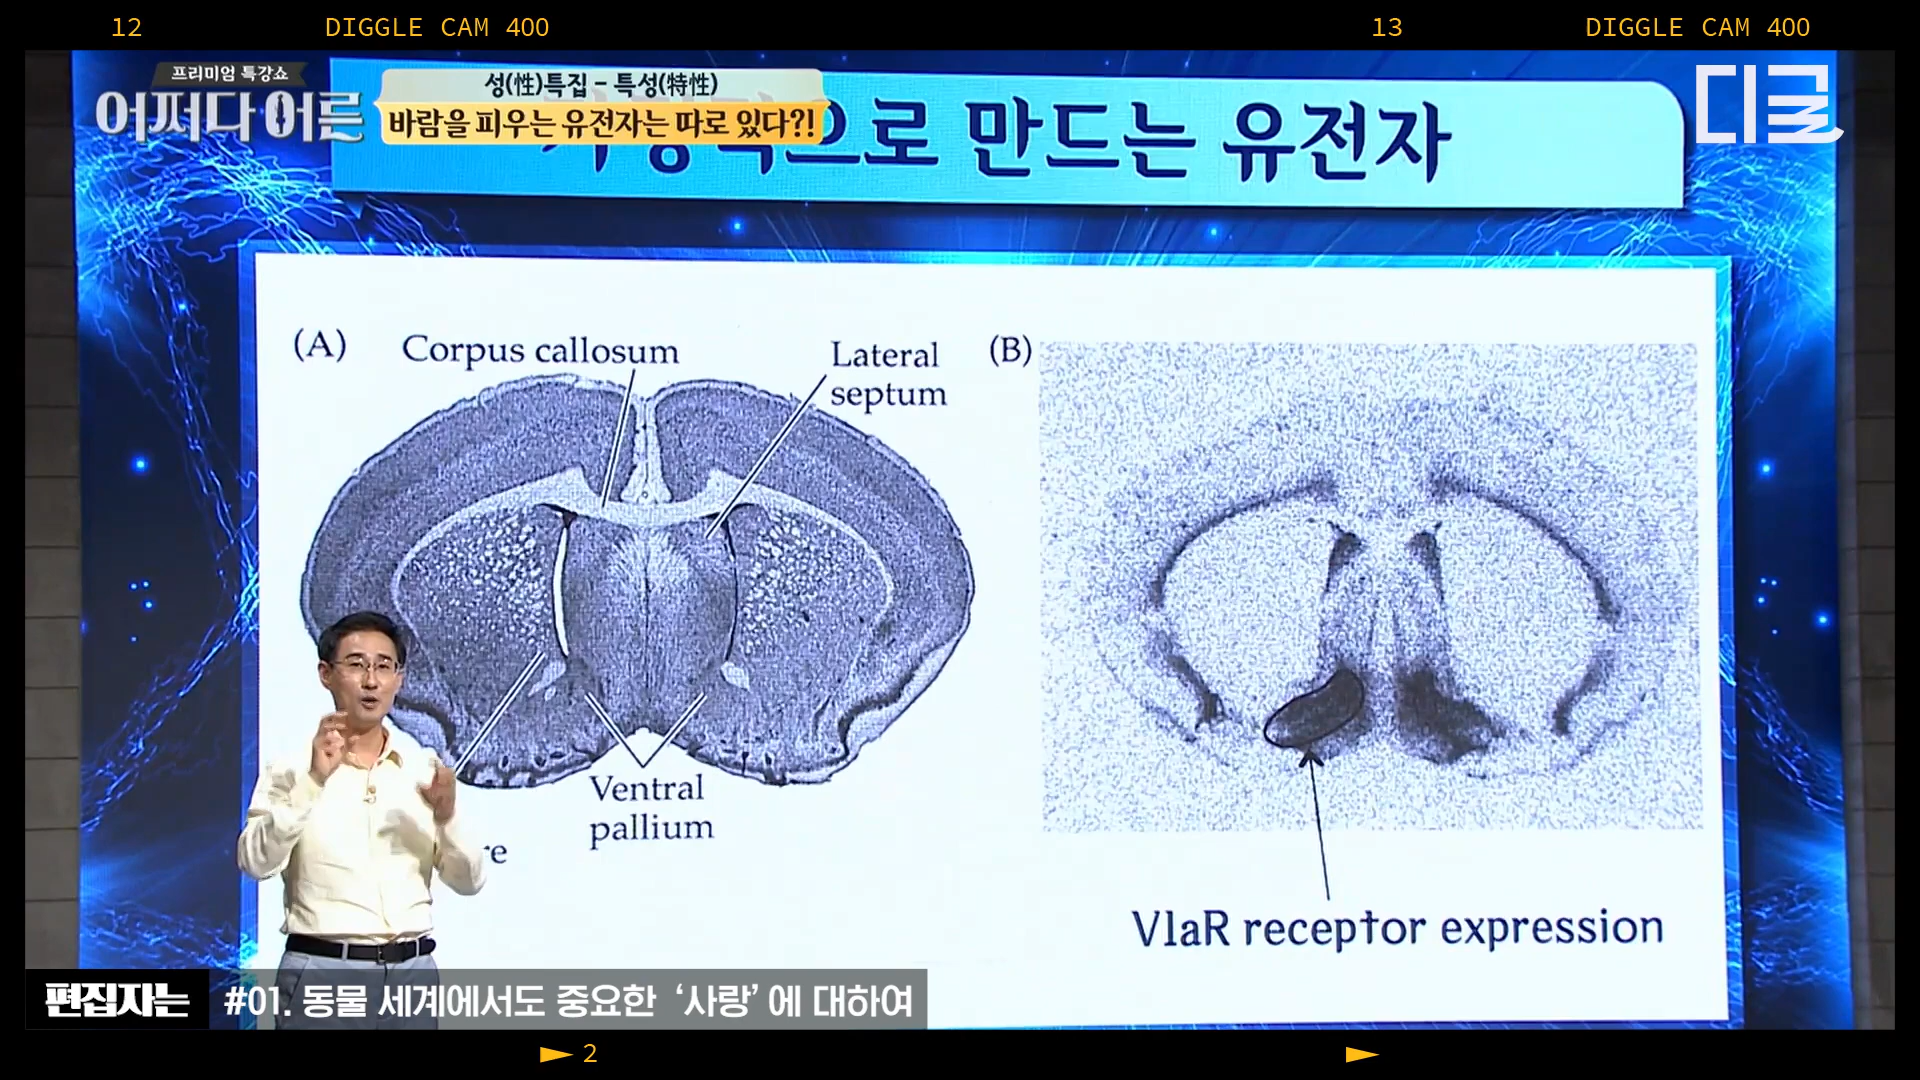 12
DIGGLE CAM 400
13
DIGGLE CAM 400
프리미엄 특강쇼
어쩌다 어른
성(性)특집 - 특성(特性)
바람을 피우는 유전자는 따로 있다?!
으로 만드는 유전자
디글
(A)
Corpus callosum
Lateral
septum
(B)
Ventral
pallium
re
VlaR receptor expression
편집자는
#01. 동물 세계에서도 중요한 ‘사랑’에 대하여
2